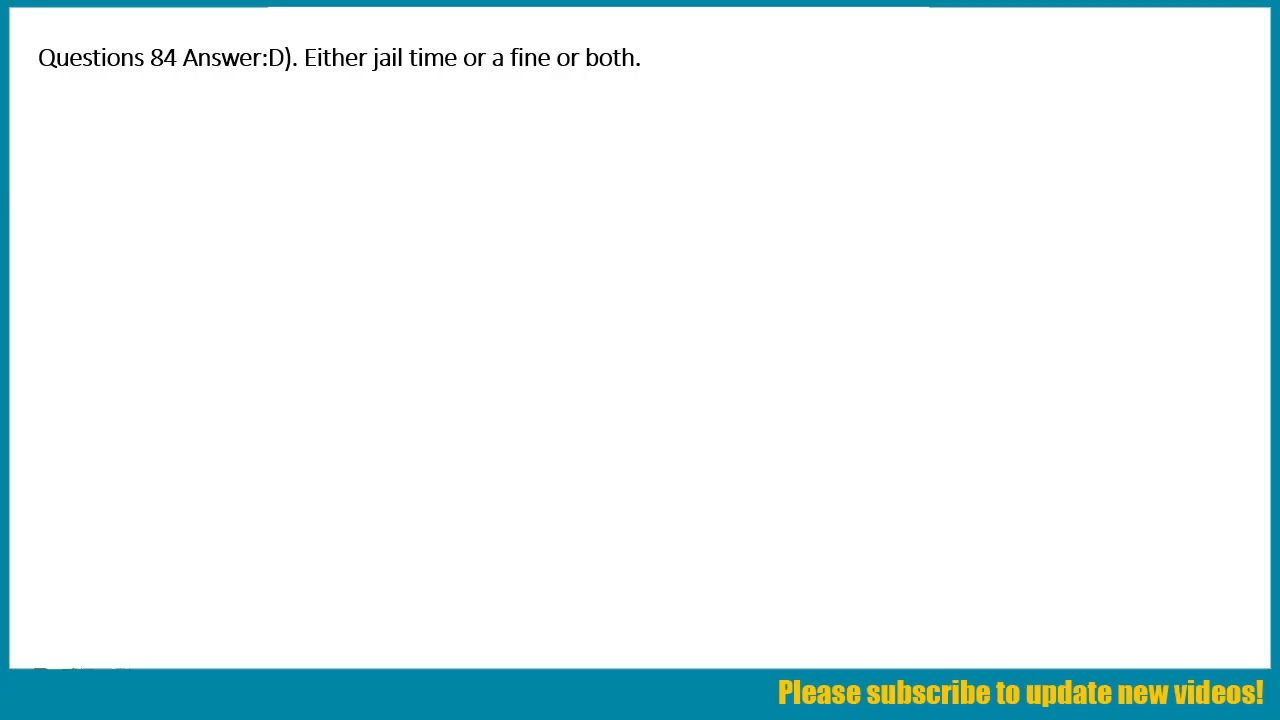 Questions 84 Answer:D). Either jail time or a fine or both.
Please subscribe to update new videos!